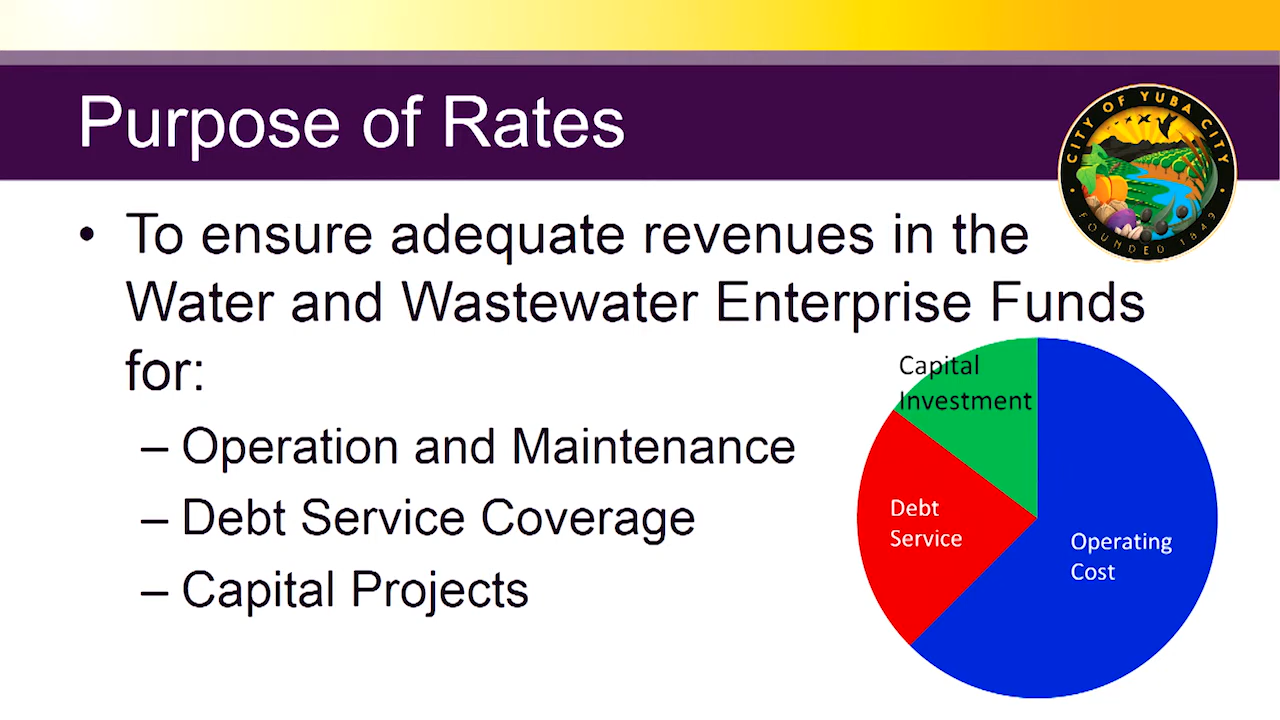 Purpose of Rates
CITY OF YUBA CITY
FOUNDED 1849
• To ensure adequate revenues in the
Water and Wastewater Enterprise Funds
for:
– Operation and Maintenance
– Debt Service Coverage
– Capital Projects
Capital
Investment
Debt
Service
Operating
Cost